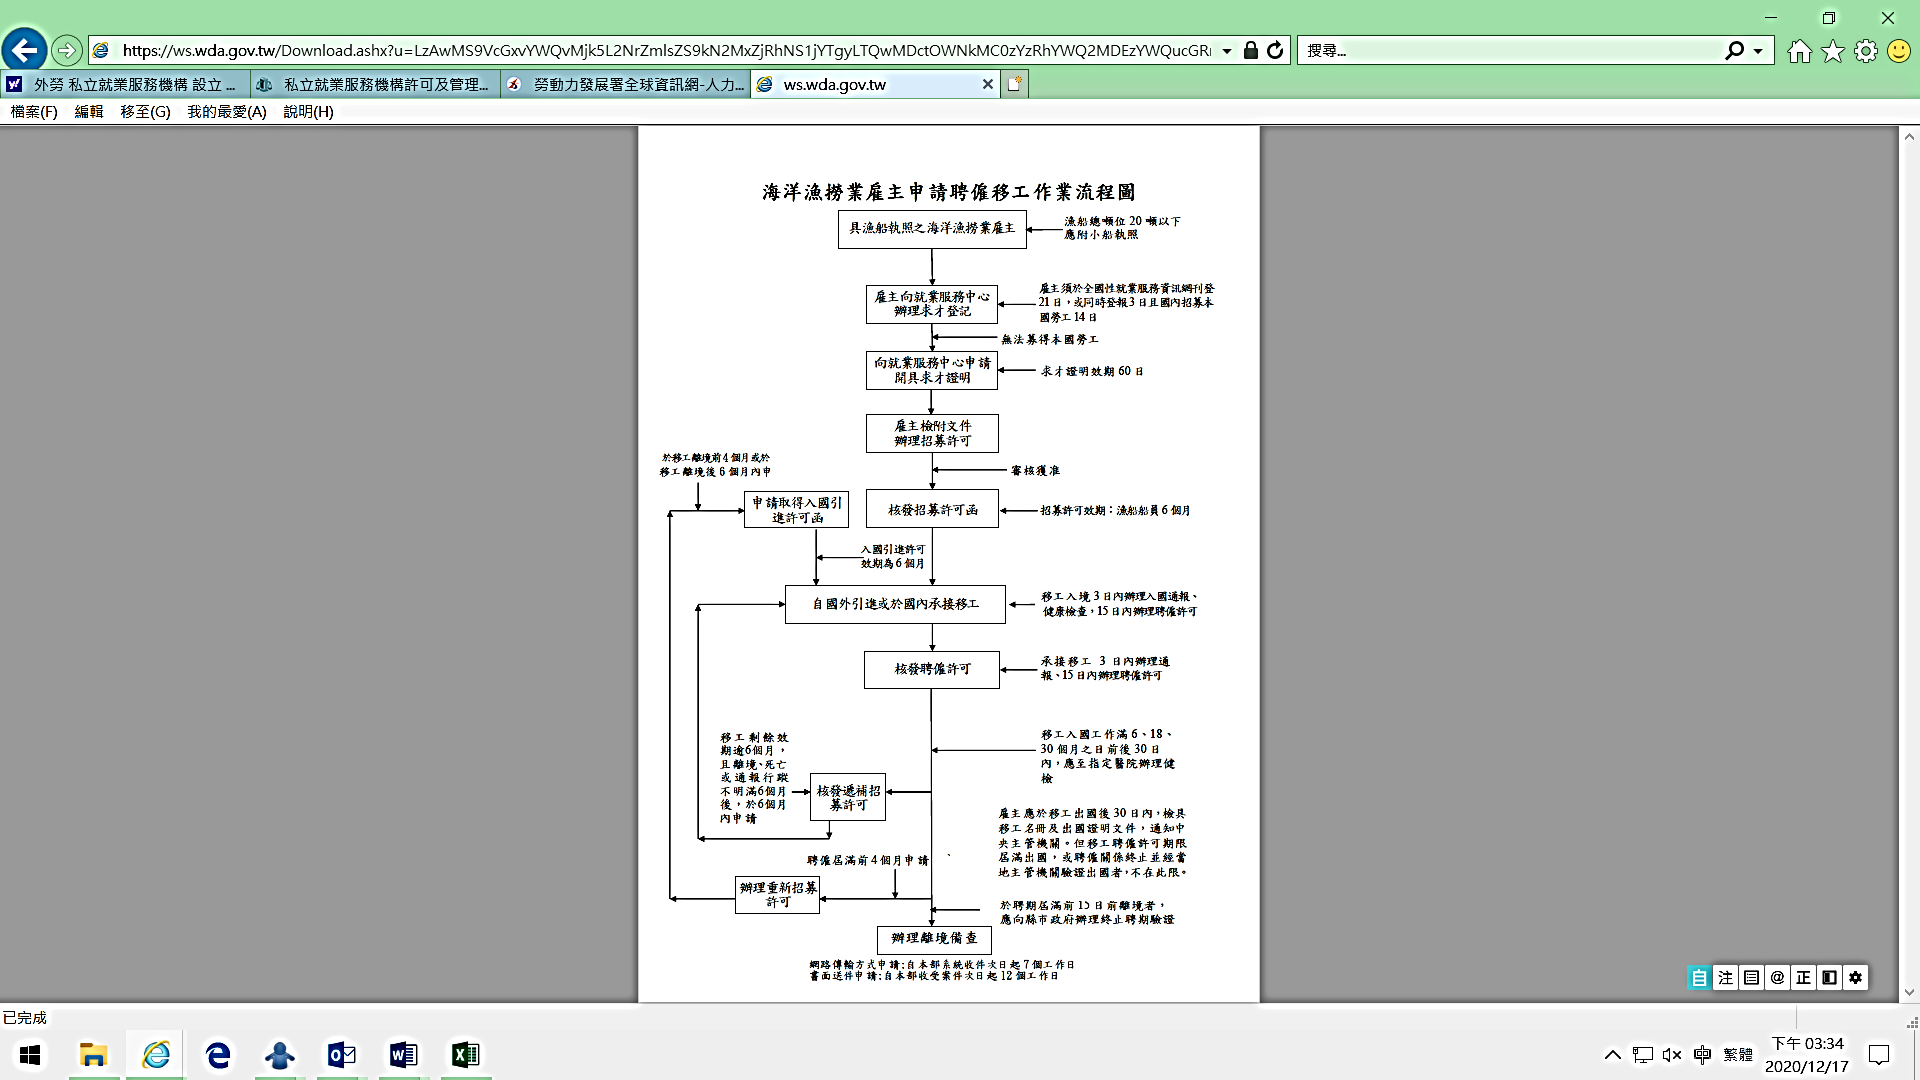 https://ws.wda.gov.tw/Download.ashx?u=LzAwMS9VcGxvYWQvMjk5L2NrZmlsZS9kN2MxZjRhNS1jYTgyLTQwMDctOWNkMC0zYzRhYWQ2MDEzYWQucGR
搜尋...
外勞 私立就業服務機構 設立 ...
私立就業服務機構許可及管理...
勞動力發展署全球資訊網-人力...
ws.wda.gov.tw
檔案(F) 編輯 移至(G) 我的最愛(A) 說明(H)
海洋漁撈業雇主申請聘僱移工作業流程圖
具漁船執照之海洋漁撈業雇主
漁船總噸位 20 噸以下
應附小船執照
雇主向就業服務中心
辦理求才登記
雇主須於全國性就業服務資訊網刊登
21日,或同時登報3日且國內招募本
國勞工14日
無法募得本國勞工
向就業服務中心申請
開具求才證明
求才證明效期 60 日
雇主檢附文件
辦理招募許可
於移工離境前4個月或於
移工離境後 6 個月內申
審核獲准
申請取得入國引
進許可函
核發招募許可函
招募許可效期：漁船船員 6 個月
入國引進許可
效期為 6 個月
自國外引進或於國內承接移工
移工入境 3 日內辦理入國通報、
健康檢查，15日內辦理聘僱許可
核發聘僱許可
承接移工 3 日內辦理通
報、15日內辦理聘僱許可
移工剩餘效
期逾6個月，
且離境、死亡
或通報行蹤
不明滿6個月
後，於6個月
內申請
核發遞補招
募許可
移工入國工作滿 6、18、
30 個月之日前後 30 日
內，應至指定醫院辦理健
檢
雇主應於移工出國後 30 日內，檢具
移工名冊及出國證明文件，通知中
央主管機關。但移工聘僱許可期限
屆滿出國，或聘僱關係終止並經當
地主管機關驗證出國者，不在此限。
聘僱屆滿前 4 個月申請
辦理重新招募
許可
於聘期屆滿前 15 日前離境者，
應向縣市政府辦理終止聘期驗證
辦理離境備查
網路傳輸方式申請：自本部系統收件次日起 7 個工作日
書面送件申請：自本部收受案件次日起 12 個工作日
自 注 @ 正
已完成
中 繁體
下午 03:34
2020/12/17